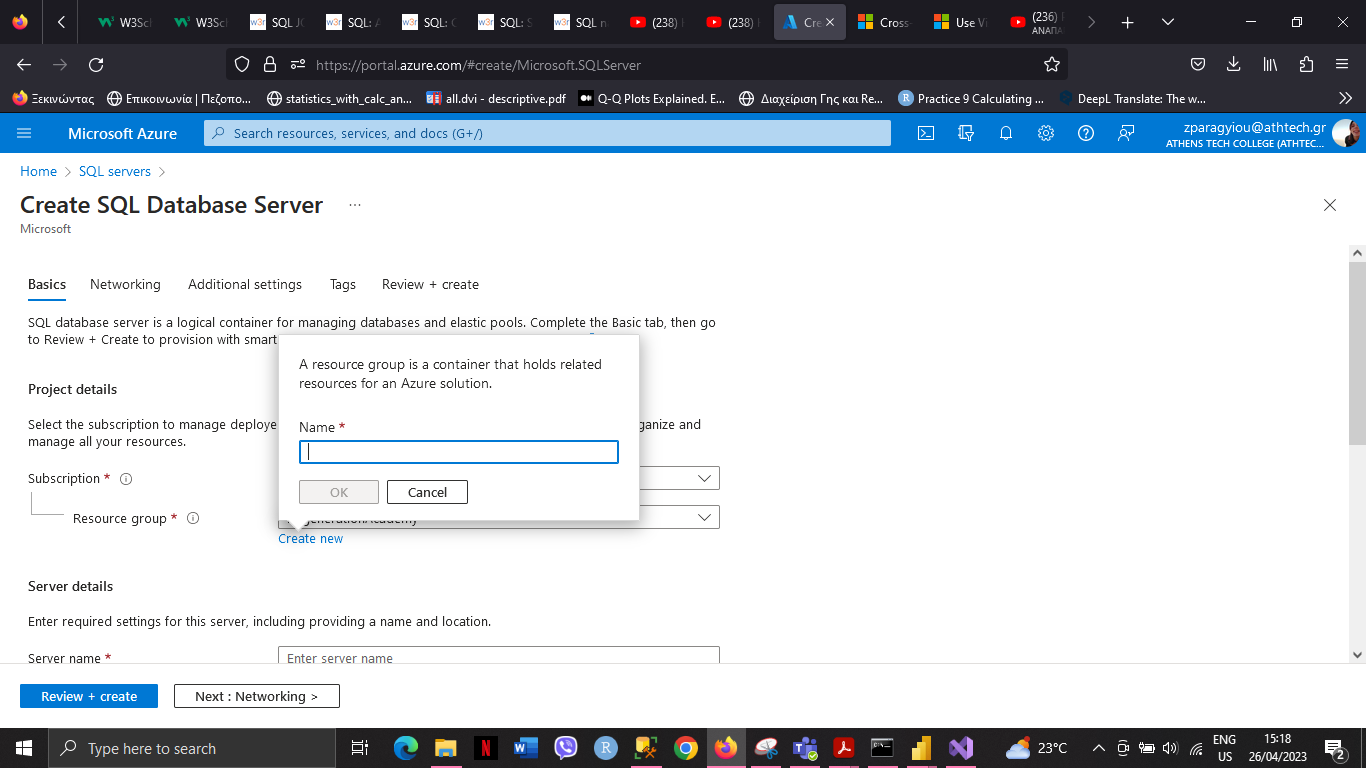 W3Scl
W3Scl
SQL JO
SQL: A
SQL: C
SQL: S
SQL na
(238)
(238)
Cre
Cross
Use Vi
(236)
ΑΝΑΠΑ
https://portal.azure.com/#create/Microsoft.SQLServer
Ξεκινώντας
Επικοινωνία | Πεζοπο...
statistics_with_calc_an...
all.dvi - descriptive.pdf
Q-Q Plots Explained. E...
Διαχείριση Γης και Re...
Practice 9 Calculating ...
DeepL Translate: The w...
Microsoft Azure
Search resources, services, and docs (G+/)
zparagyiou@athtech.gr
ATHENS TECH COLLEGE (ATHTEC...
Home > SQL servers >
Create SQL Database Server ...
Microsoft
Basics Networking Additional settings Tags Review + create
SQL database server is a logical container for managing databases and elastic pools. Complete the Basic tab, then go
to Review + Create to provision with smart
A resource group is a container that holds related
resources for an Azure solution.
Name *
OK Cancel
Project details
Select the subscription to manage deploye
ganize and
manage all your resources.
Subscription *
Resource group *
Create new
Server details
Enter required settings for this server, including providing a name and location.
Server name *
Enter server name
Review + create
Next : Networking >
Type here to search
23°C
ENG
US
15:18
26/04/2023
2